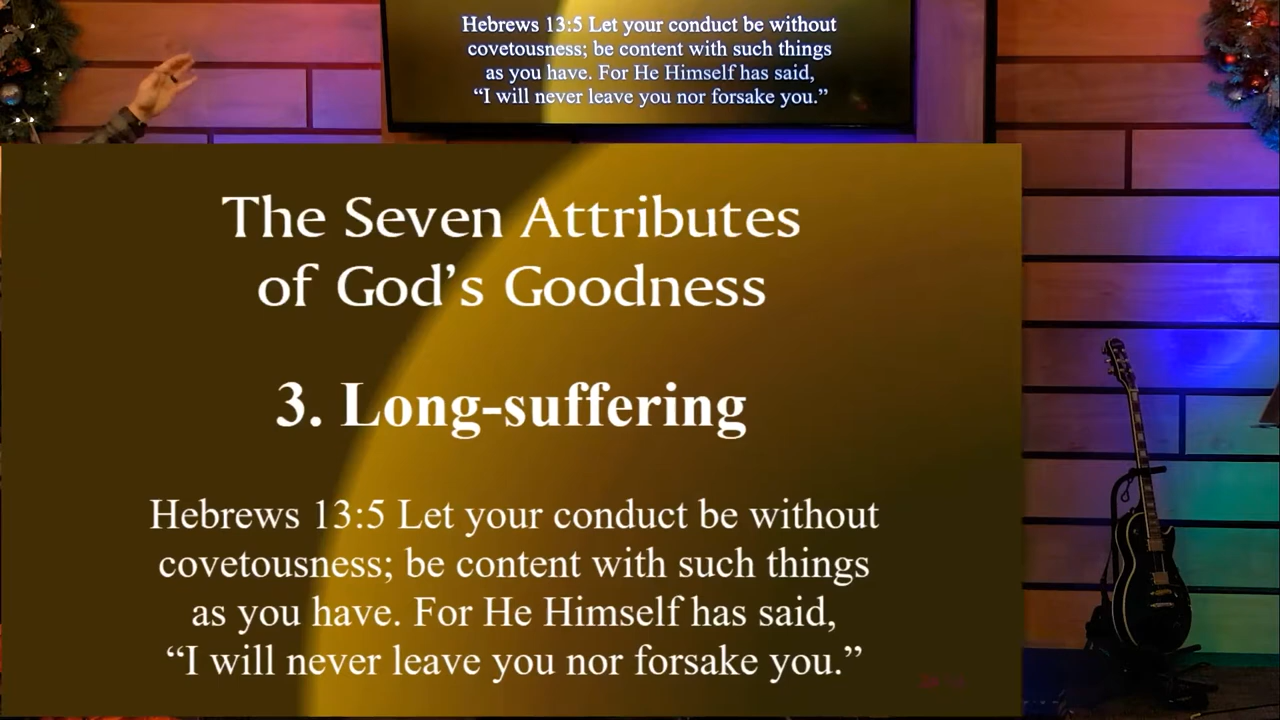 Hebrews 13:5 Let your conduct be without
covetousness; be content with such things
as you have. For He Himself has said,
“I will never leave you nor forsake you.”
The Seven Attributes
of God’s Goodness
3. Long-suffering
Hebrews 13:5 Let your conduct be without
covetousness; be content with such things
as you have. For He Himself has said,
“I will never leave you nor forsake you.”